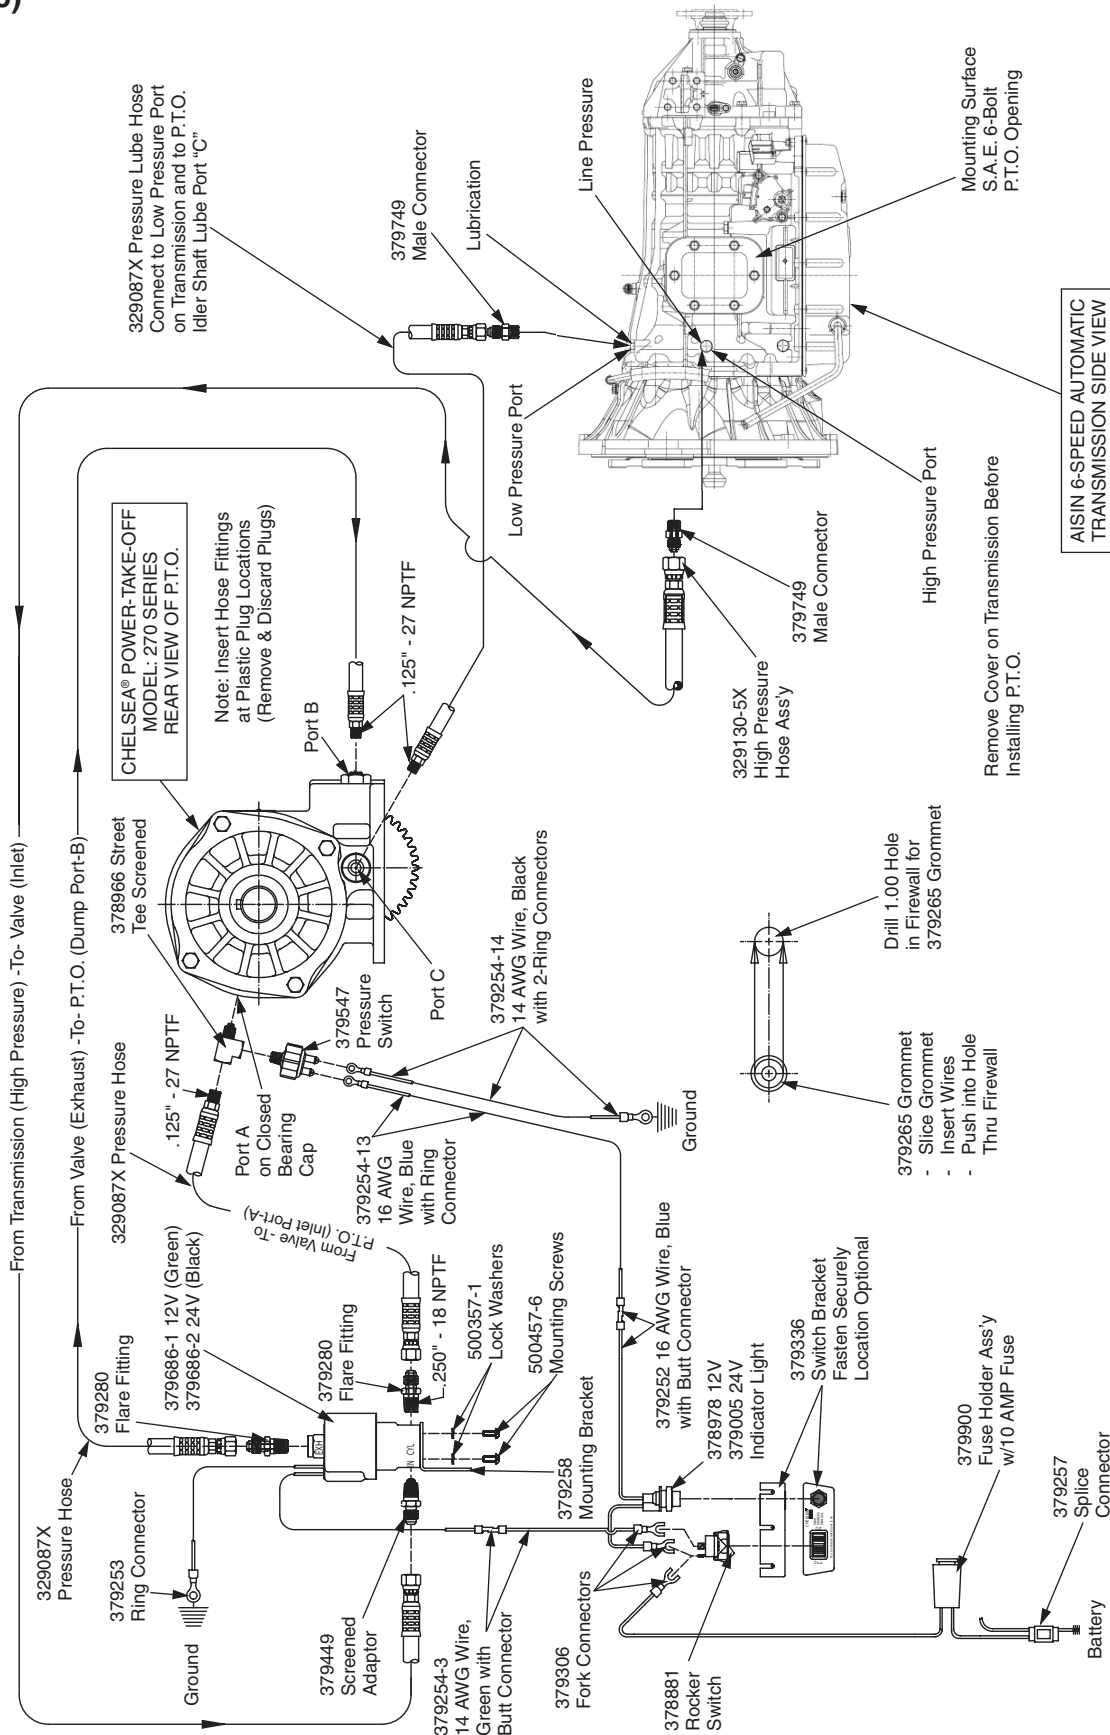 From Transmission (High Pressure) -To- Valve (Inlet)
From Valve (Exhaust) -To- P.T.O. (Dump Port-B)
329087X
Pressure Hose
379280
Flare Fitting
379686-1 12V (Green)
379686-2 24V (Black)
329087X Pressure Hose
.125" - 27 NPTF
378966 Street
Tee Screened
CHELSEA® POWER-TAKE-OFF
MODEL: 270 SERIES
REAR VIEW OF P.T.O.
Note: Insert Hose Fittings
at Plastic Plug Locations
(Remove & Discard Plugs)
Port B
.125" - 27 NPTF
329087X Pressure Lube Hose
Connect to Low Pressure Port
on Transmission and to P.T.O.
Idler Shaft Lube Port “C”
379749
Male Connector
Lubrication
Low Pressure Port
Line Pressure
379253
Ring Connector
Ground
EXH
IN CYL
379280
Flare Fitting
.250" - 18 NPTF
From Valve -To
P.T.O. (Inlet Port-A)
Port A
on Closed
Bearing
Cap
379547
Pressure
Switch
Port C
379254-13
16 AWG
Wire, Blue
with Ring
Connector
379254-14
14 AWG Wire, Black
with 2-Ring Connectors
Ground
500357-1
Lock Washers
500457-6
Mounting Screws
379258
Mounting Bracket
379449
Screened
Adaptor
379254-3
14 AWG Wire,
Green with
Butt Connector
379306
Fork Connectors
378881
Rocker
Switch
379252 16 AWG Wire, Blue
with Butt Connector
378978 12V
379005 24V
Indicator Light
379336
Switch Bracket
Fasten Securely
Location Optional
379900
Fuse Holder Ass'y
w/10 AMP Fuse
379257
Splice
Connector
Battery
329130-5X
High Pressure
Hose Ass'y
379749
Male Connector
High Pressure Port
Mounting Surface
S.A.E. 6-Bolt
P.T.O. Opening
Remove Cover on Transmission Before
Installing P.T.O.
Drill 1.00 Hole
in Firewall for
379265 Grommet
379265 Grommet
- Slice Grommet
- Insert Wires
- Push into Hole
Thru Firewall
AISIN 6-SPEED AUTOMATIC
TRANSMISSION SIDE VIEW